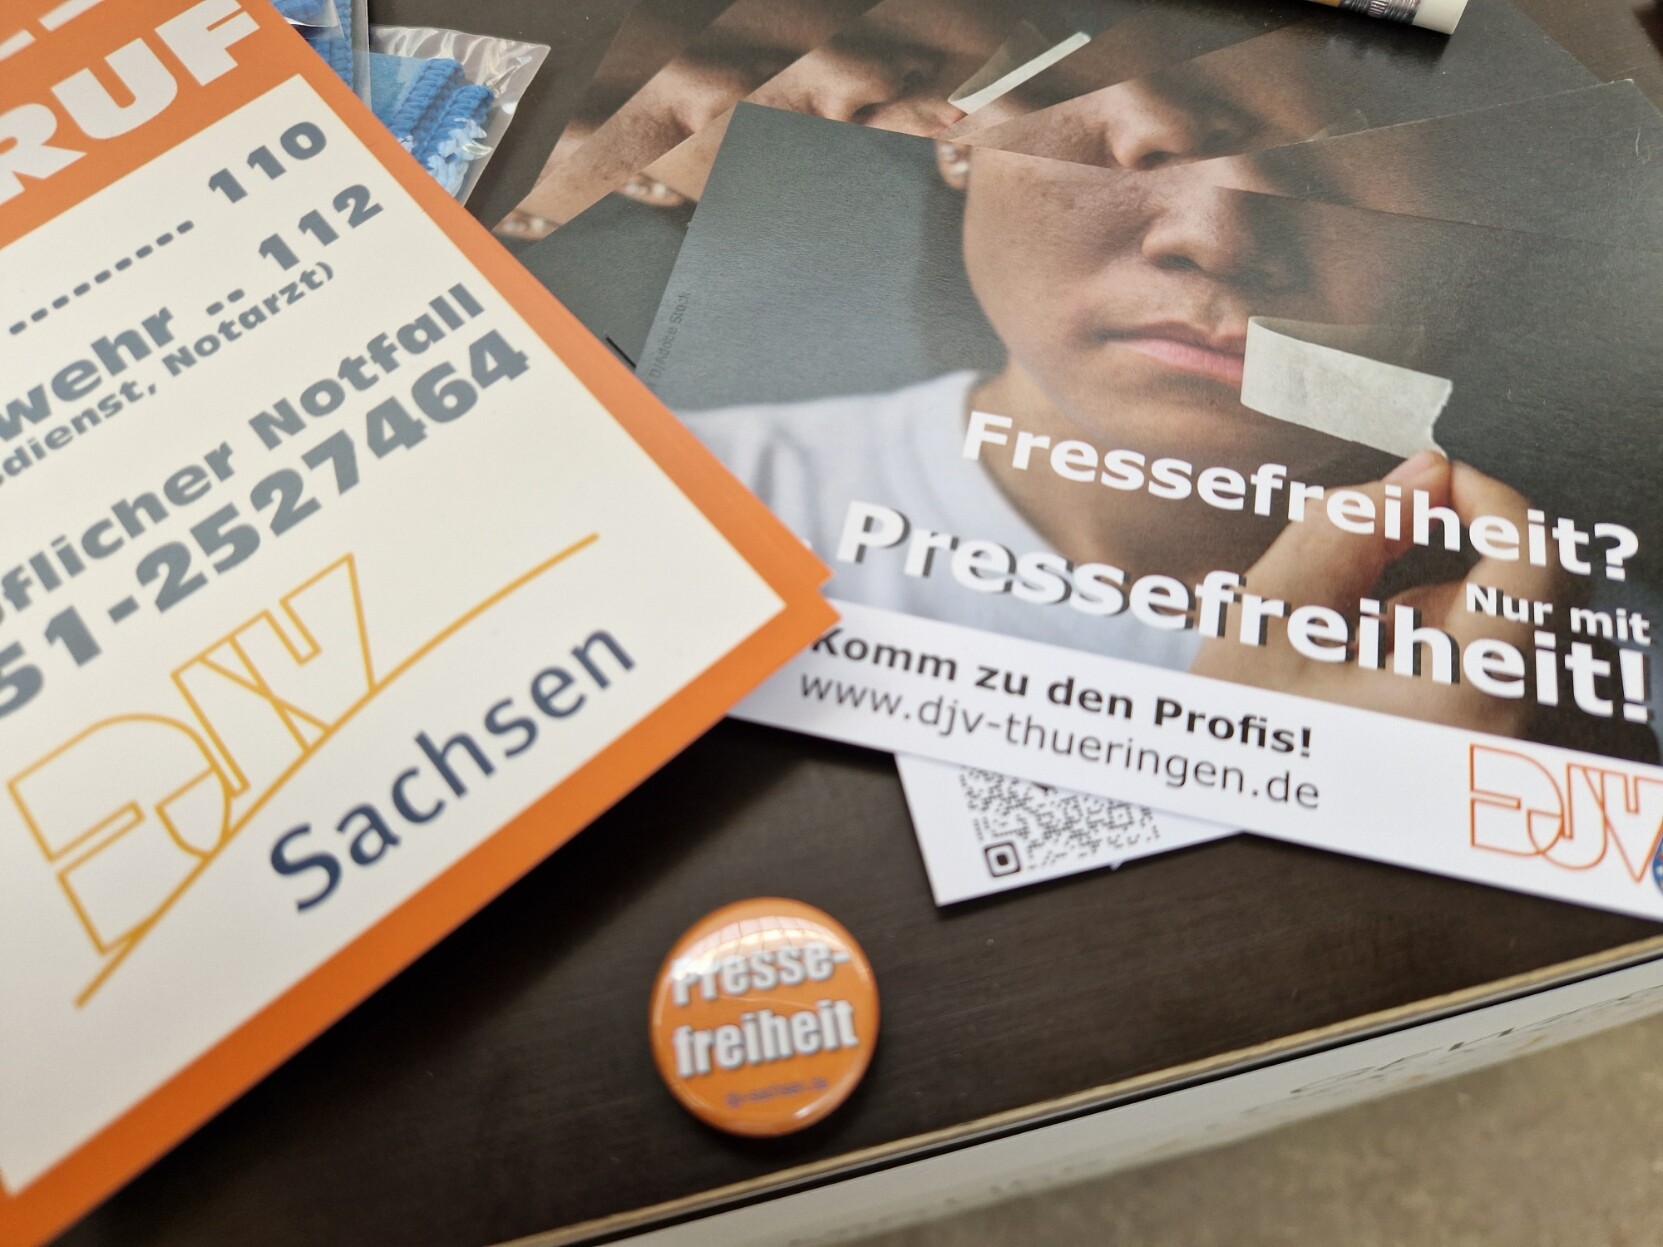 RUF
---------- 110
wehr -- 112
dienst, Notarzt)
flicher Notfall
51-2527464
DJV
Sachsen
Fressefreiheit?
Nur mit
Pressefreiheit!
Komm zu den Profis!
www.djv-thueringen.de
DJV
Presse-
freiheit